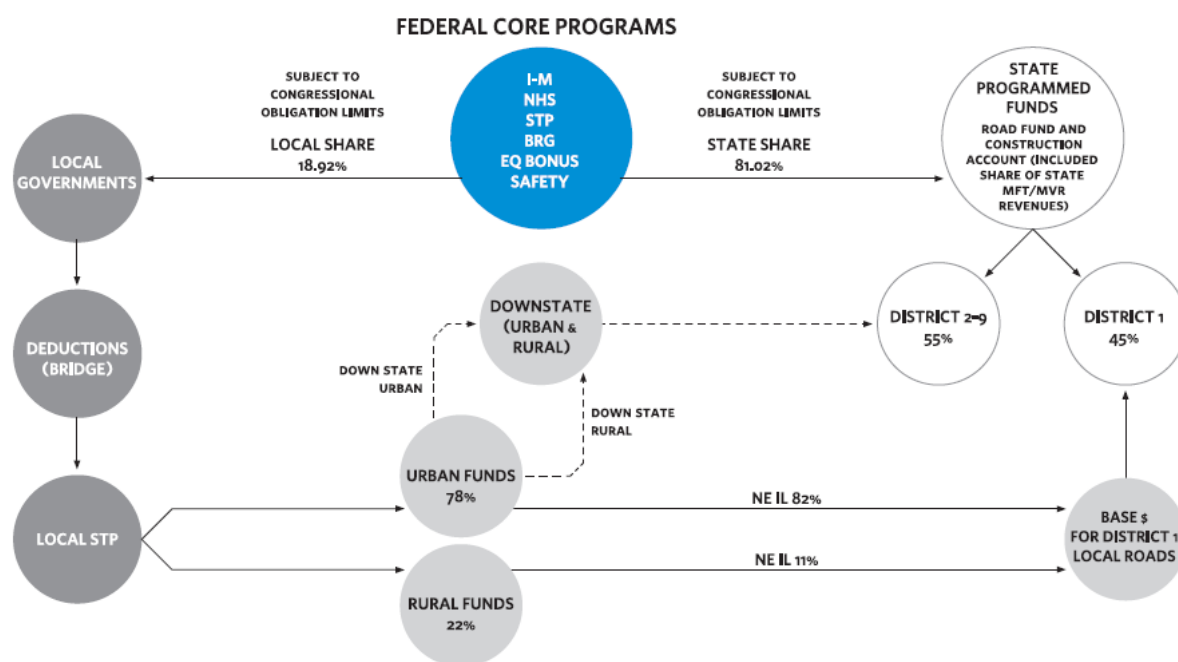 FEDERAL CORE PROGRAMS
SUBJECT TO
CONGRESSIONAL
OBLIGATION LIMITS
LOCAL SHARE
18.92%
I-M
NHS
STP
BRG
EQ BONUS
SAFETY
SUBJECT TO
CONGRESSIONAL
OBLIGATION LIMITS
STATE SHARE
81.02%
STATE
PROGRAMMED
FUNDS
ROAD FUND AND
CONSTRUCTION
ACCOUNT (INCLUDED
SHARE OF STATE
MFT/MVR
REVENUES)
LOCAL
GOVERNMENTS
DEDUCTIONS
(BRIDGE)
DOWNSTATE
(URBAN &
RURAL)
DISTRICT 2-9
55%
DISTRICT 1
45%
DOWN STATE
URBAN
DOWN STATE
RURAL
URBAN FUNDS
78%
NE IL 82%
LOCAL STP
BASE $
FOR DISTRICT 1
LOCAL ROADS
NE IL 11%
RURAL FUNDS
22%